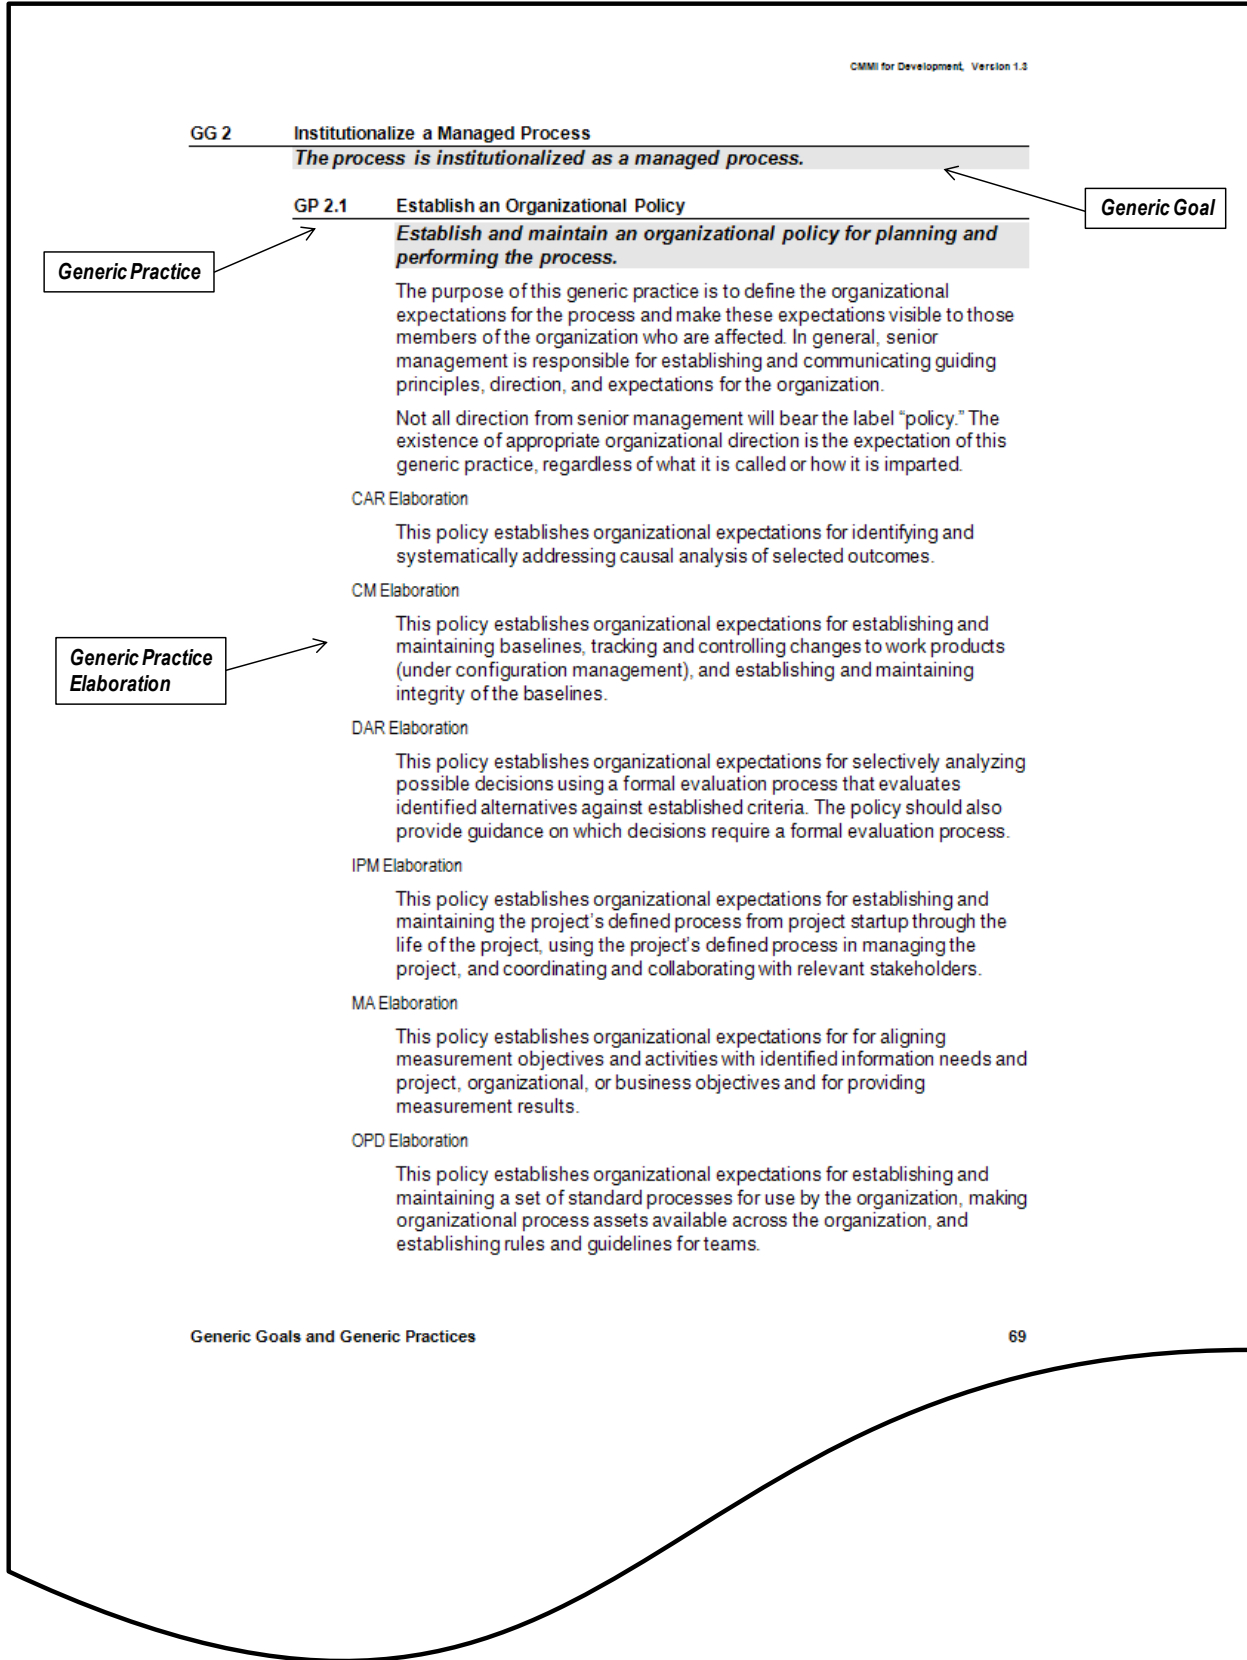 CMMI for Development, Version 1.3
GG 2 Institutionalize a Managed Process
The process is institutionalized as a managed process.
Generic Goal
GP 2.1 Establish an Organizational Policy
Establish and maintain an organizational policy for planning and
performing the process.
Generic Practice
The purpose of this generic practice is to define the organizational
expectations for the process and make these expectations visible to those
members of the organization who are affected. In general, senior
management is responsible for establishing and communicating guiding
principles, direction, and expectations for the organization.
Not all direction from senior management will bear the label “policy.” The
existence of appropriate organizational direction is the expectation of this
generic practice, regardless of what it is called or how it is imparted.
CAR Elaboration
This policy establishes organizational expectations for identifying and
systematically addressing causal analysis of selected outcomes.
CM Elaboration
This policy establishes organizational expectations for establishing and
maintaining baselines, tracking and controlling changes to work products
(under configuration management), and establishing and maintaining
integrity of the baselines.
Generic Practice
Elaboration
DAR Elaboration
This policy establishes organizational expectations for selectively analyzing
possible decisions using a formal evaluation process that evaluates
identified alternatives against established criteria. The policy should also
provide guidance on which decisions require a formal evaluation process.
IPM Elaboration
This policy establishes organizational expectations for establishing and
maintaining the project’s defined process from project startup through the
life of the project, using the project’s defined process in managing the
project, and coordinating and collaborating with relevant stakeholders.
MA Elaboration
This policy establishes organizational expectations for for aligning
measurement objectives and activities with identified information needs and
project, organizational, or business objectives and for providing
measurement results.
OPD Elaboration
This policy establishes organizational expectations for establishing and
maintaining a set of standard processes for use by the organization, making
organizational process assets available across the organization, and
establishing rules and guidelines for teams.
Generic Goals and Generic Practices 69